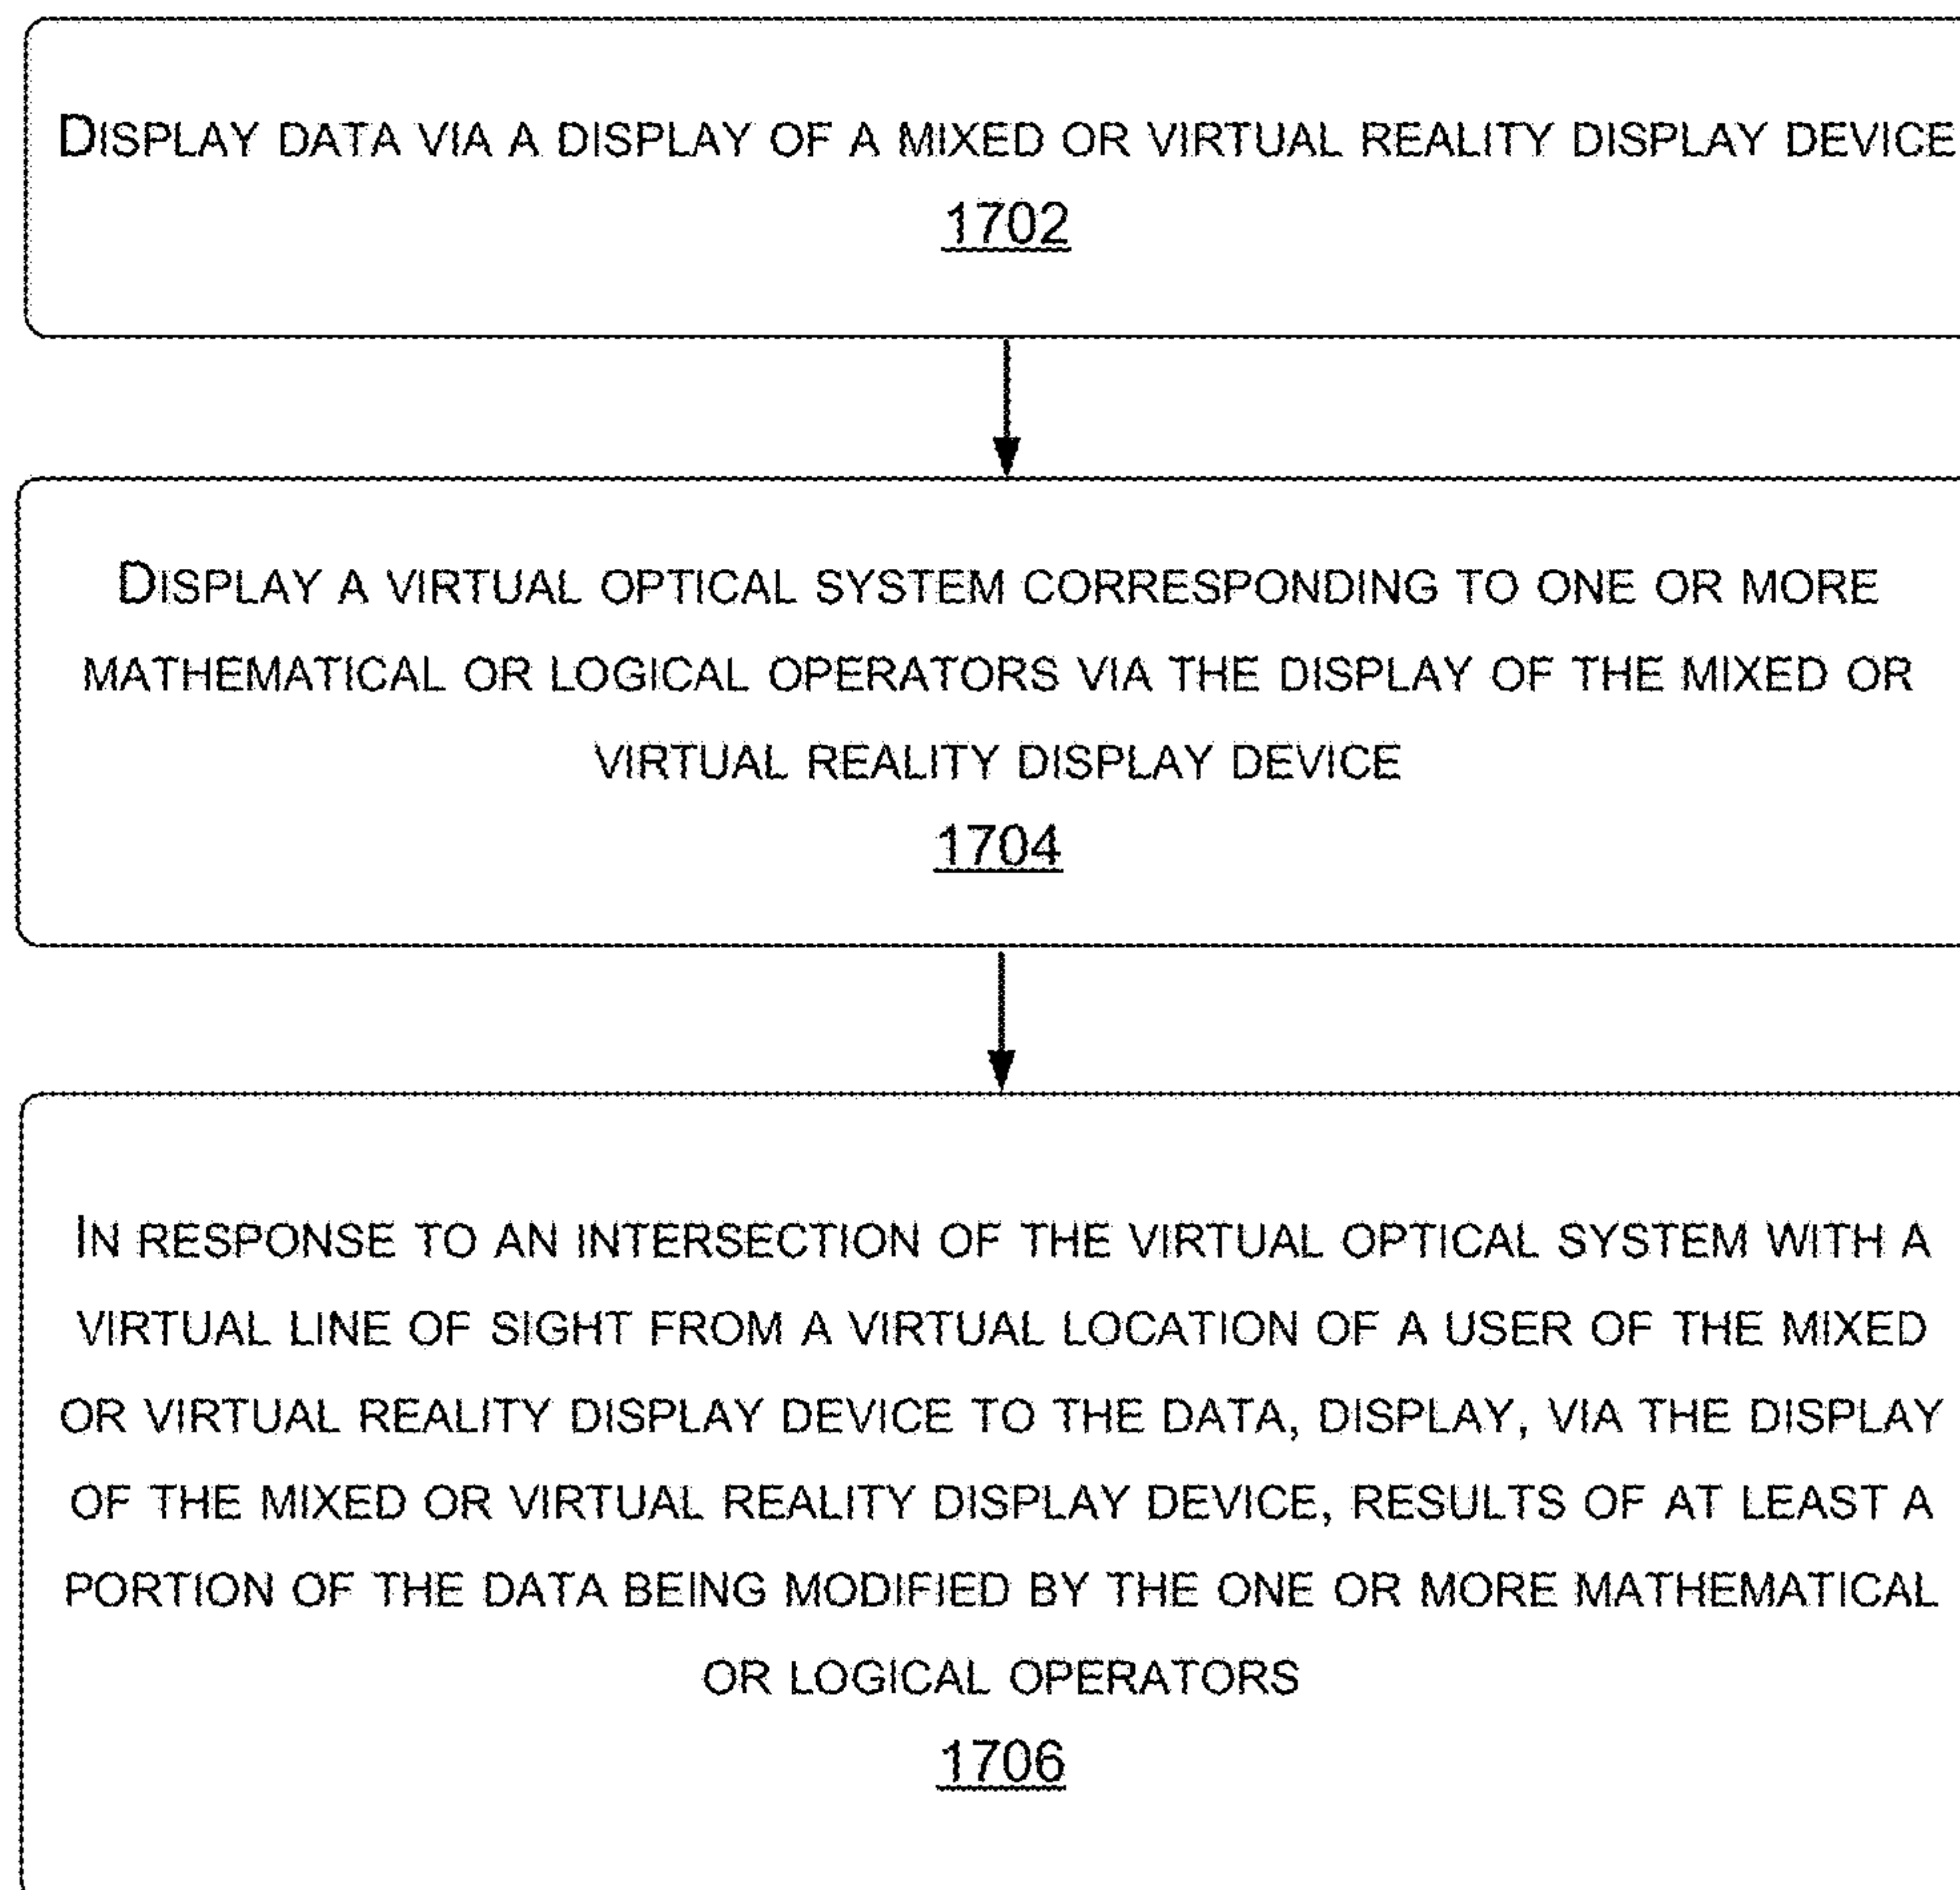 DISPLAY DATA VIA A DISPLAY OF A MIXED OR VIRTUAL REALITY DISPLAY DEVICE
1702
DISPLAY A VIRTUAL OPTICAL SYSTEM CORRESPONDING TO ONE OR MORE
MATHEMATICAL OR LOGICAL OPERATORS VIA THE DISPLAY OF THE MIXED OR
VIRTUAL REALITY DISPLAY DEVICE
1704
IN RESPONSE TO AN INTERSECTION OF THE VIRTUAL OPTICAL SYSTEM WITH A
VIRTUAL LINE OF SIGHT FROM A VIRTUAL LOCATION OF A USER OF THE MIXED
OR VIRTUAL REALITY DISPLAY DEVICE TO THE DATA, DISPLAY, VIA THE DISPLAY
OF THE MIXED OR VIRTUAL REALITY DISPLAY DEVICE, RESULTS OF AT LEAST A
PORTION OF THE DATA BEING MODIFIED BY THE ONE OR MORE MATHEMATICAL
OR LOGICAL OPERATORS
1706